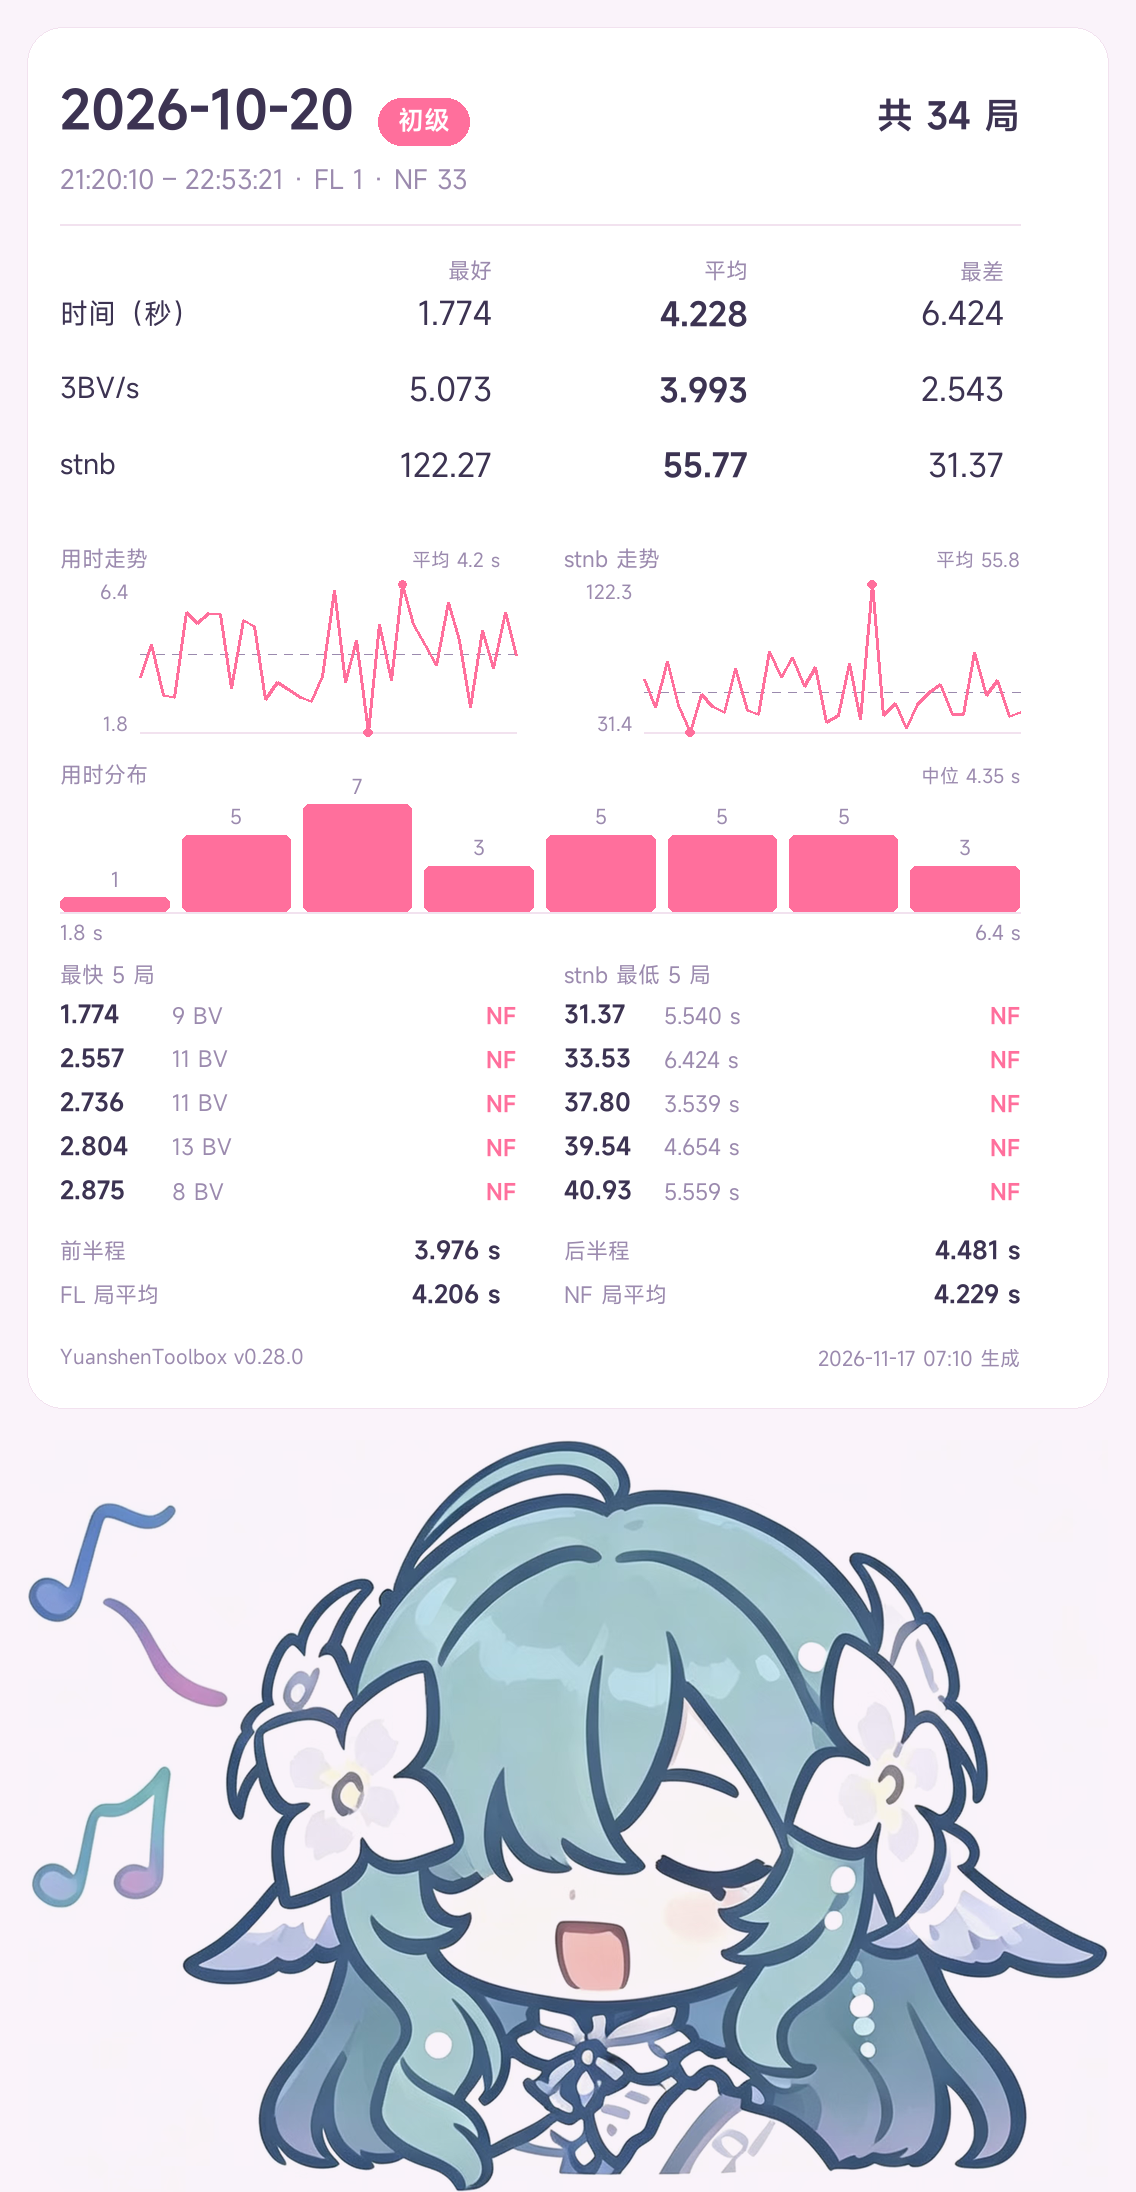 2026-10-20 初级 共 34 局
21:20:10 – 22:53:21 · FL 1 · NF 33
最好 平均 最差
时间（秒） 1.774 4.228 6.424
3BV/s 5.073 3.993 2.543
stnb 122.27 55.77 31.37
用时走势 平均 4.2 s
6.4
1.8
stnb 走势 平均 55.8
122.3
31.4
用时分布 中位 4.35 s
1 5 7 3 5 5 5 3
1.8 s 6.4 s
最快 5 局
1.774 9 BV NF
2.557 11 BV NF
2.736 11 BV NF
2.804 13 BV NF
2.875 8 BV NF
stnb 最低 5 局
31.37 5.540 s NF
33.53 6.424 s NF
37.80 3.539 s NF
39.54 4.654 s NF
40.93 5.559 s NF
前半程 3.976 s 后半程 4.481 s
FL 局平均 4.206 s NF 局平均 4.229 s
YuanshenToolbox v0.28.0 2026-11-17 07:10 生成